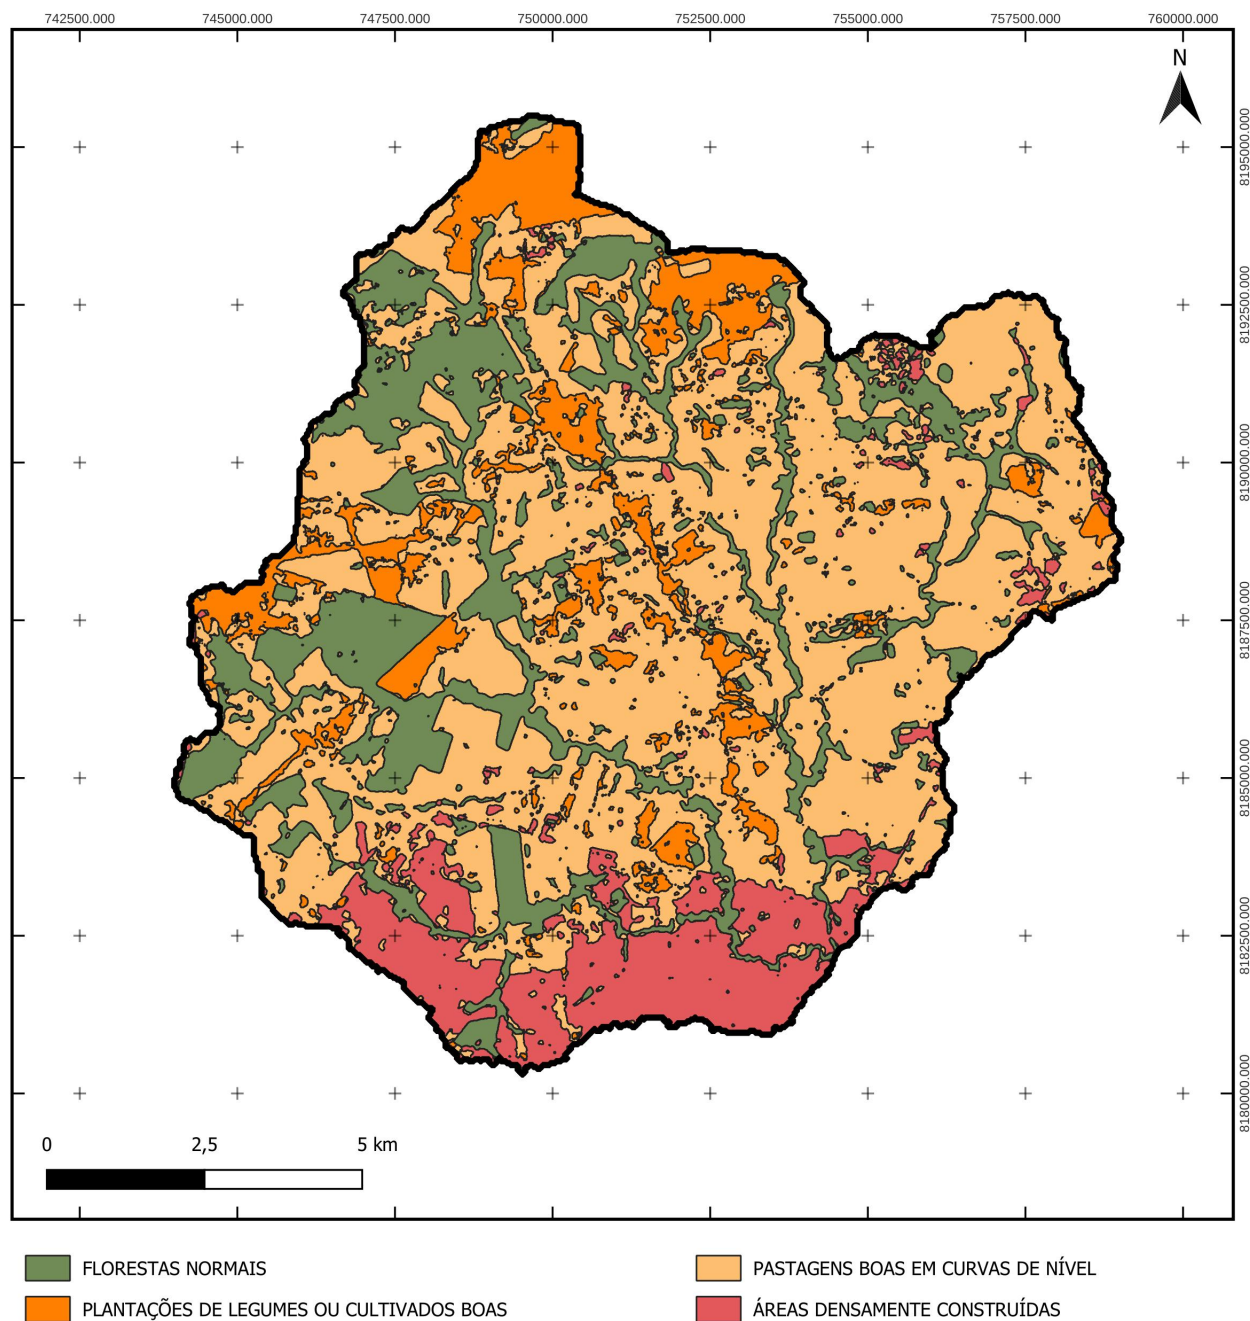 742500.000 745000.000 747500.000 750000.000 752500.000 755000.000 757500.000 760000.000
N
8195000.000
8192500.000
8190000.000
8187500.000
8185000.000
8182500.000
8180000.000
0 2,5 5 km
FLORESTAS NORMAIS
PASTAGENS BOAS EM CURVAS DE NÍVEL
PLANTAÇÕES DE LEGUMES OU CULTIVADOS BOAS
ÁREAS DENSAMENTE CONSTRUÍDAS